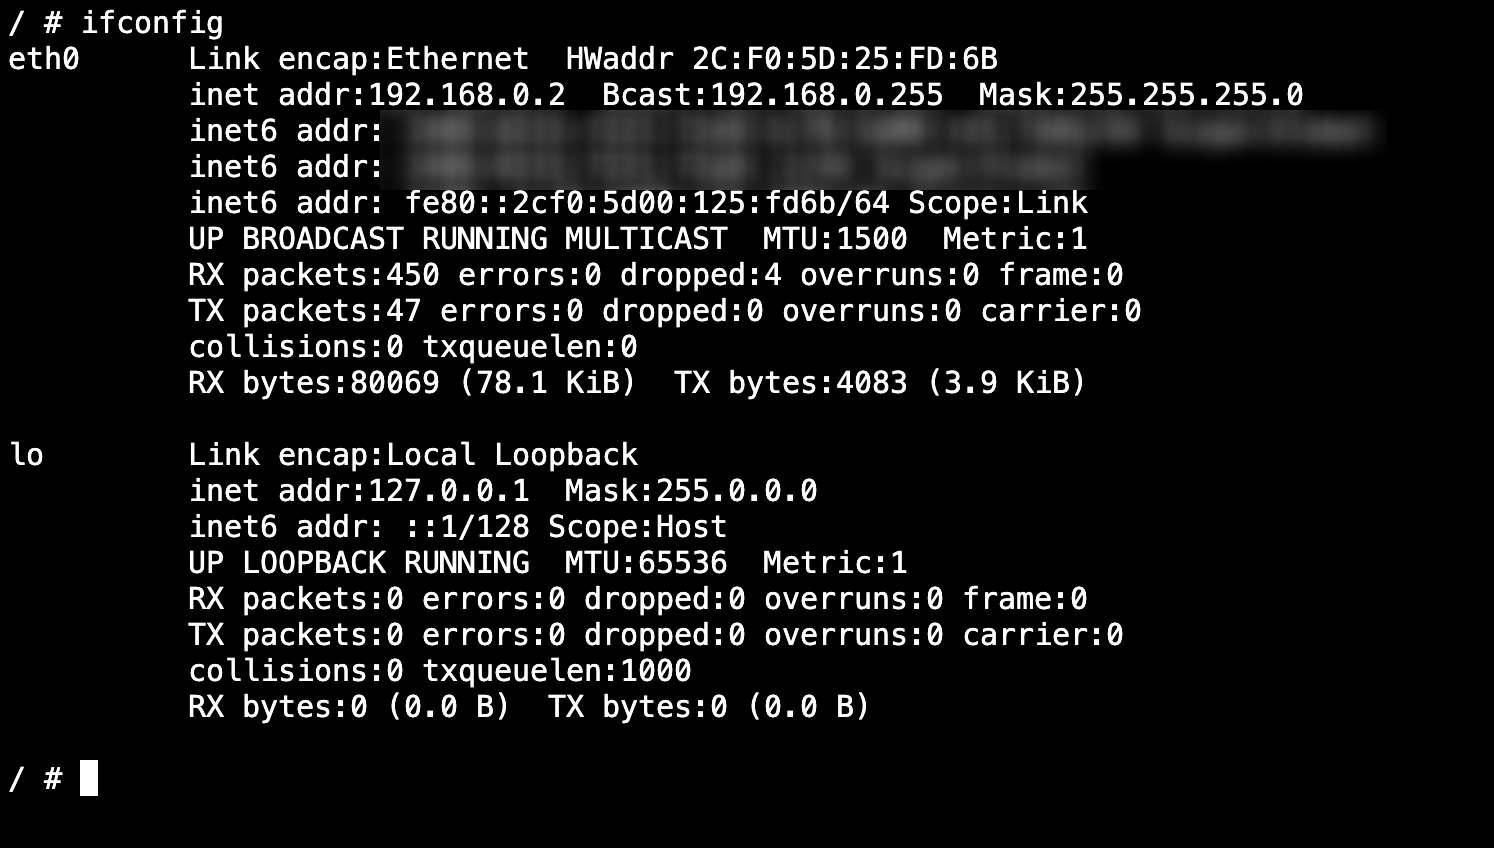 / # ifconfig
eth0 Link encap:Ethernet HWaddr 2C:F0:5D:25:FD:6B
inet addr:192.168.0.2 Bcast:192.168.0.255 Mask:255.255.255.0
inet6 addr:
inet6 addr:
inet6 addr: fe80::2cf0:5d00:125:fd6b/64 Scope:Link
UP BROADCAST RUNNING MULTICAST MTU:1500 Metric:1
RX packets:450 errors:0 dropped:4 overruns:0 frame:0
TX packets:47 errors:0 dropped:0 overruns:0 carrier:0
collisions:0 txqueuelen:0
RX bytes:80069 (78.1 KiB) TX bytes:4083 (3.9 KiB)
lo Link encap:Local Loopback
inet addr:127.0.0.1 Mask:255.0.0.0
inet6 addr: ::1/128 Scope:Host
UP LOOPBACK RUNNING MTU:65536 Metric:1
RX packets:0 errors:0 dropped:0 overruns:0 frame:0
TX packets:0 errors:0 dropped:0 overruns:0 carrier:0
collisions:0 txqueuelen:1000
RX bytes:0 (0.0 B) TX bytes:0 (0.0 B)
/ #